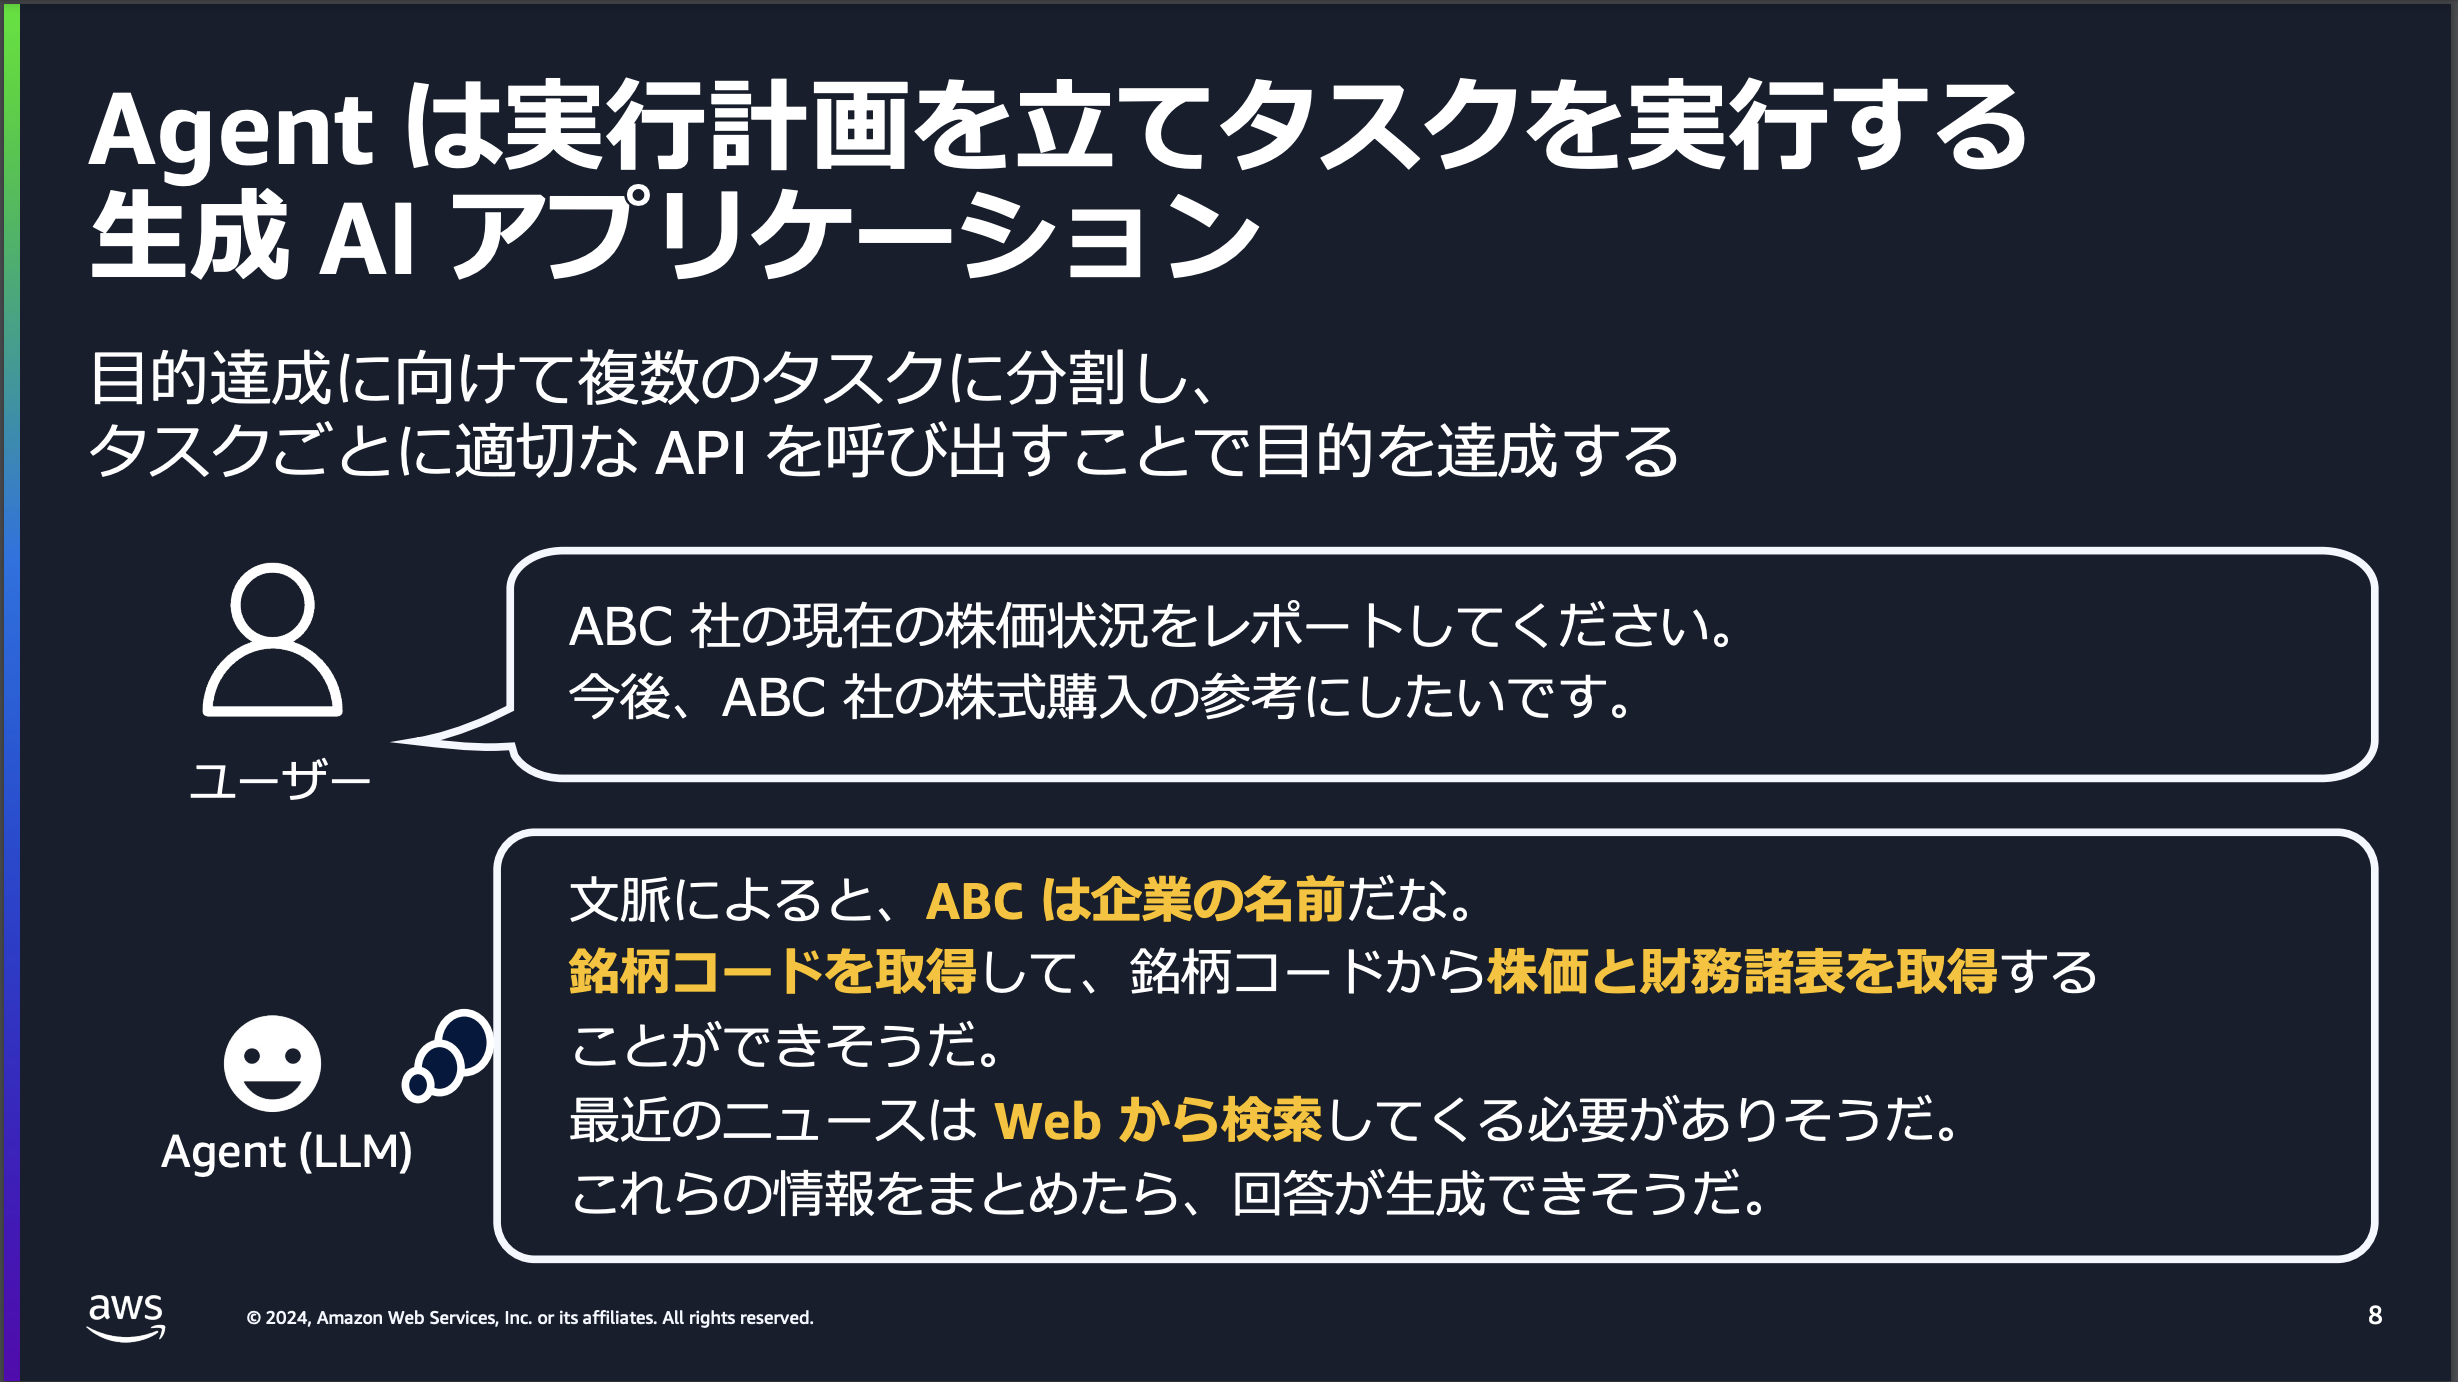 Agent は実行計画を立てタスクを実行する
生成 AI アプリケーション
目的達成に向けて複数のタスクに分割し、
タスクごとに適切な API を呼び出すことで目的を達成する
ABC 社の現在の株価状況をレポートしてください。
今後、ABC 社の株式購入の参考にしたいです。
ユーザー
文脈によると、ABC は企業の名前だな。
銘柄コードを取得して、銘柄コードから株価と財務諸表を取得する
ことができそうだ。
最近のニュースは Web から検索してくる必要がありそうだ。
これらの情報をまとめたら、回答が生成できそうだ。
Agent (LLM)
aws
© 2024, Amazon Web Services, Inc. or its affiliates. All rights reserved.
8